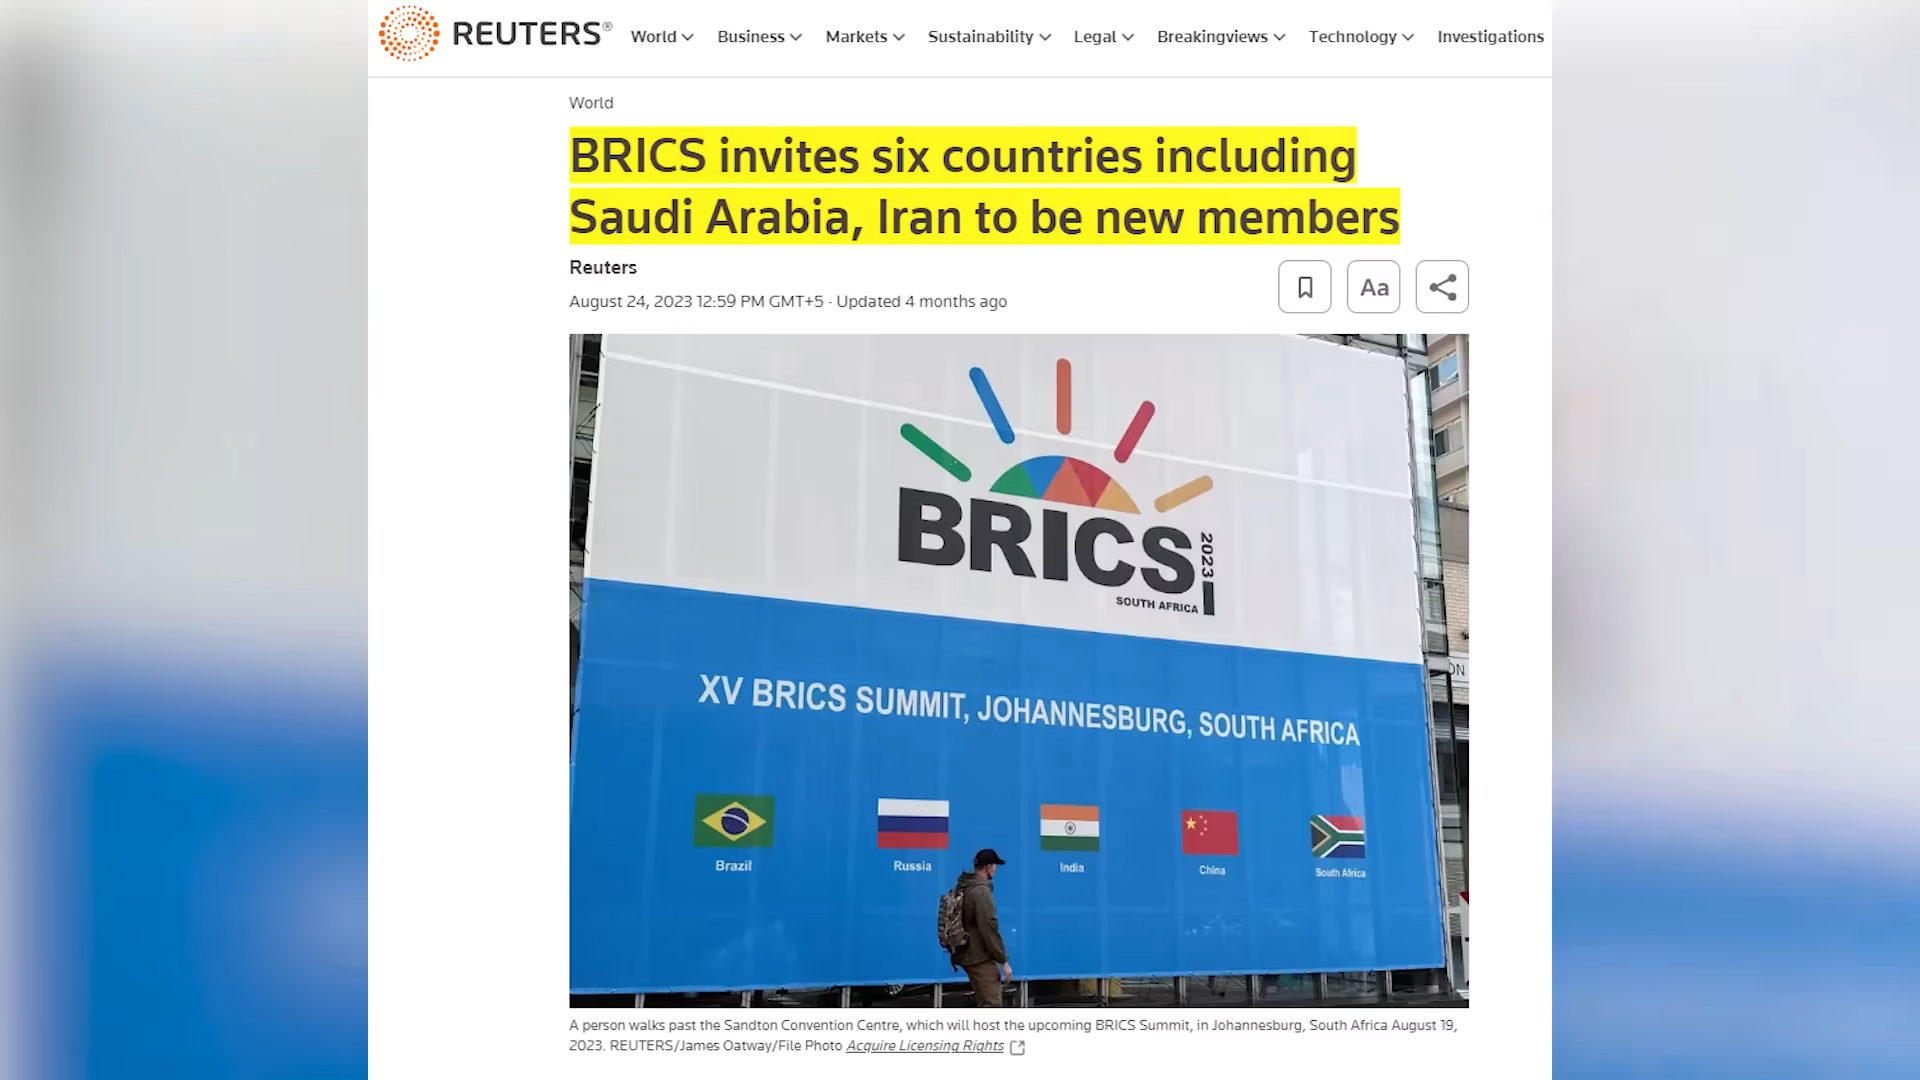 REUTERS®
World
Business
Markets
Sustainability
Legal
Breakingviews
Technology
Investigations
World
BRICS invites six countries including
Saudi Arabia, Iran to be new members
Reuters
August 24, 2023 12:59 PM GMT+5 · Updated 4 months ago
Aa
BRICS
2023
SOUTH AFRICA
XV BRICS SUMMIT, JOHANNESBURG, SOUTH AFRICA
Brazil
Russia
India
China
South Africa
ON
A person walks past the Sandton Convention Centre, which will host the upcoming BRICS Summit, in Johannesburg, South Africa August 19,
2023. REUTERS/James Oatway/File Photo Acquire Licensing Rights